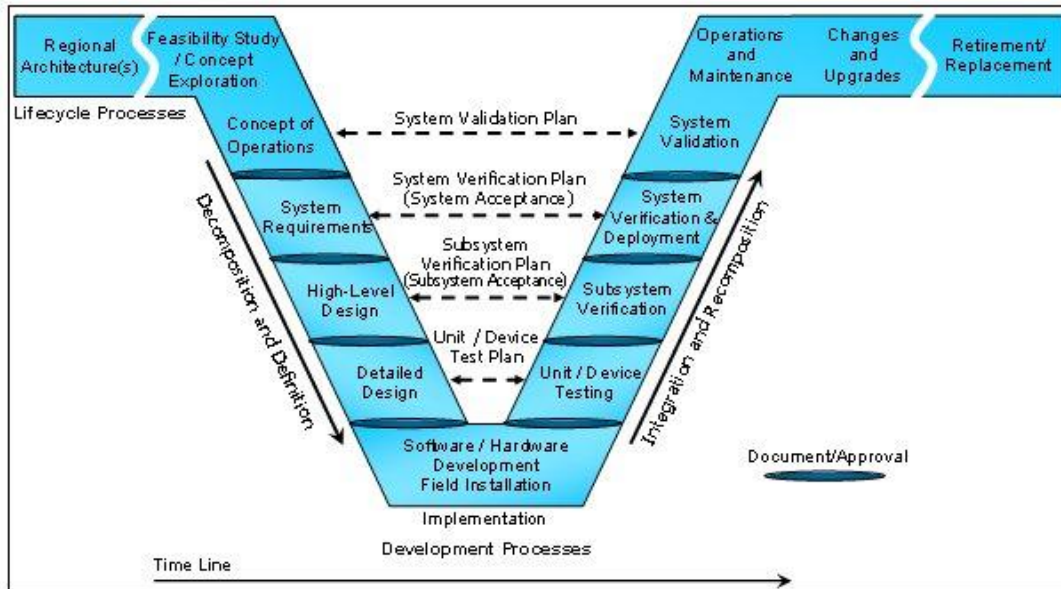 Regional
Architecture(s)
Feasibility Study
/ Concept
Exploration
Operations
and
Maintenance
Changes
and
Upgrades
Retirement/
Replacement
Lifecycle Processes
Concept of
Operations
System Validation Plan
System
Validation
System
Requirements
System Verification Plan
(System Acceptance)
System
Verification &
Deployment
High-Level
Design
Subsystem
Verification Plan
(Subsystem Acceptance)
Subsystem
Verification
Detailed
Design
Unit / Device
Test Plan
Unit / Device
Testing
Decomposition and Definition
Integration and Recomposition
Software / Hardware
Development
Field Installation
Document/Approval
Implementation
Development Processes
Time Line